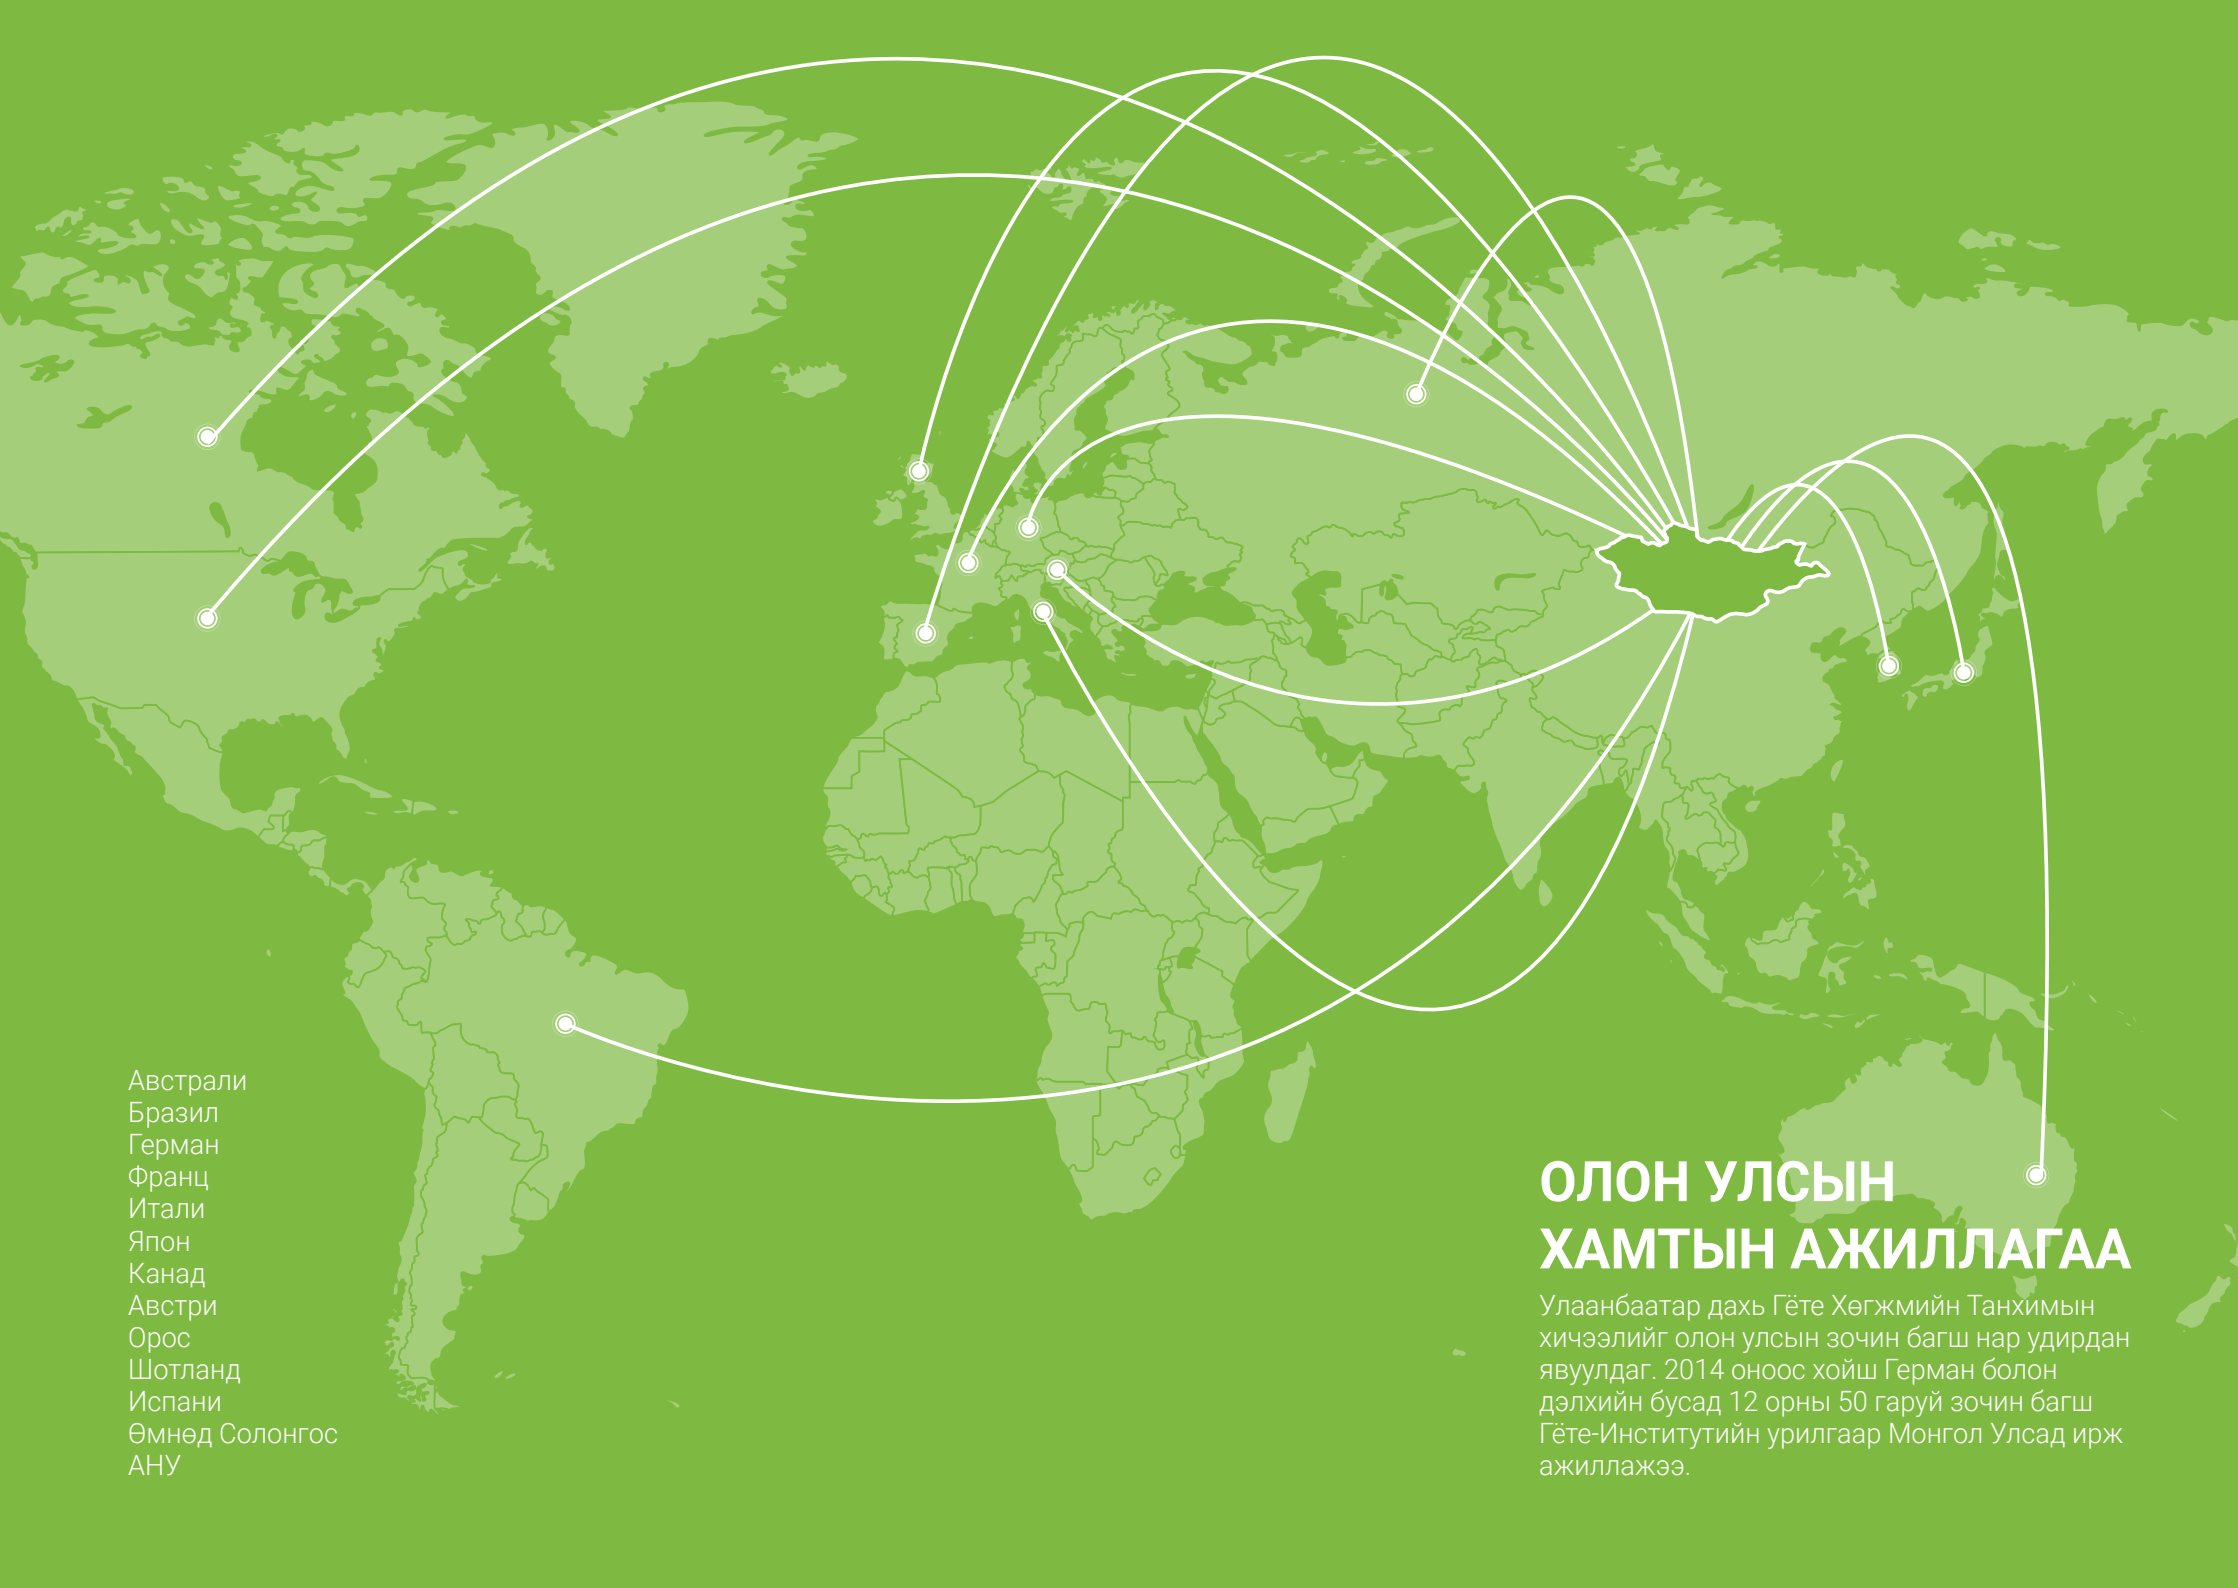 Австрали
Бразил
Герман
Франц
Итали
Япон
Канад
Австри
Орос
Шотланд
Испани
Өмнөд Солонгос
АНУ
ОЛОН УЛСЫН
ХАМТЫН АЖИЛЛАГАА
Улаанбаатар дахь Гёте Хөгжмийн Танхимын
хичээлийг олон улсын зочин багш нар удирдан
явуулдаг. 2014 оноос хойш Герман болон
дэлхийн бусад 12 орны 50 гаруй зочин багш
Гёте-Институтийн урилгаар Монгол Улсад ирж
ажиллажээ.